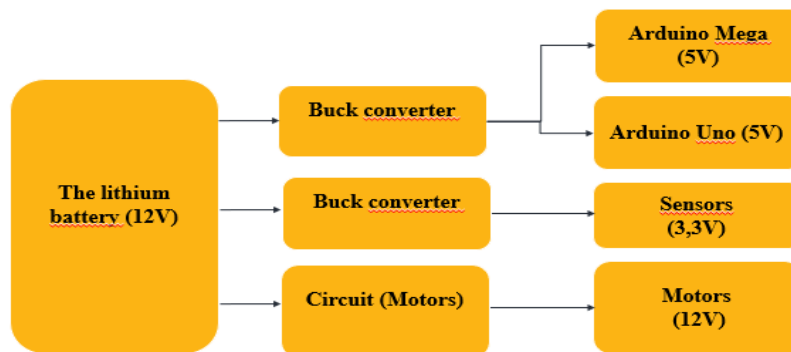 Arduino Mega
(5V)
Buck converter
Arduino Uno (5V)
The lithium
battery (12V)
Buck converter
Sensors
(3,3V)
Circuit (Motors)
Motors
(12V)